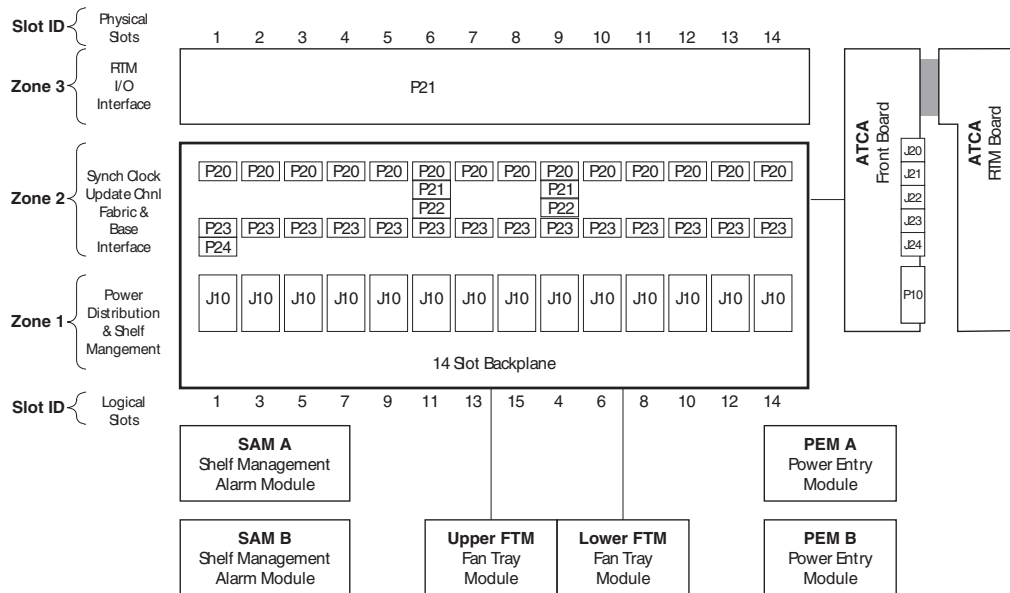 Slot ID
Physical
Slots
1 2 3 4 5 6 7 8 9 10 11 12 13 14
Zone 3
RTM
I/O
Interface
P21
Zone 2
Synch Clock
Update Chnl
Fabric &
Base
Interface
P20 P20 P20 P20 P20 P20 P20 P20 P20 P20 P20 P20 P20 P20
P21 P21
P22 P22
P23 P23 P23 P23 P23 P23 P23 P23 P23 P23 P23 P23 P23 P23
P24
Zone 1
Power
Distribution
& Shelf
Mangement
J10 J10 J10 J10 J10 J10 J10 J10 J10 J10 J10 J10 J10 J10
14 Slot Backplane
Slot ID
Logical
Slots
1 3 5 7 9 11 13 15 4 6 8 10 12 14
ATCA
Front Board
J20
J21
J22
J23
J24
P10
ATCA
RTM Board
SAM A
Shelf Management
Alarm Module
PEM A
Power Entry
Module
SAM B
Shelf Management
Alarm Module
Upper FTM
Fan Tray
Module
Lower FTM
Fan Tray
Module
PEM B
Power Entry
Module